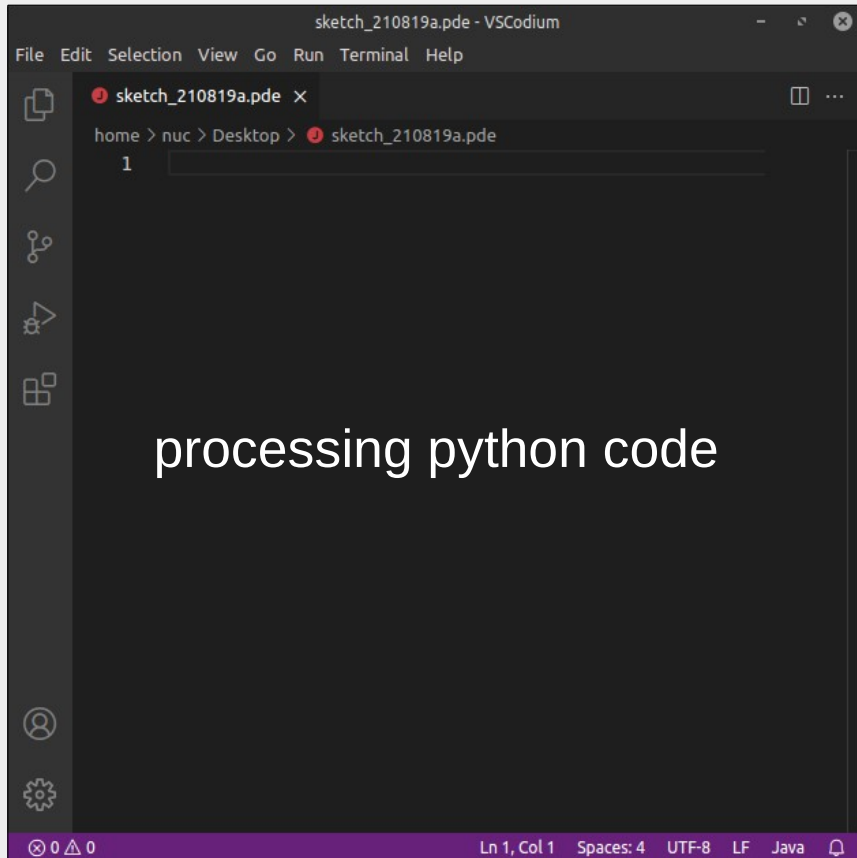 sketch_210819a.pde - VSCodium
File Edit Selection View Go Run Terminal Help
sketch_210819a.pde
home > nuc > Desktop > sketch_210819a.pde
1
processing python code
0 0 Ln 1, Col 1 Spaces: 4 UTF-8 LF Java